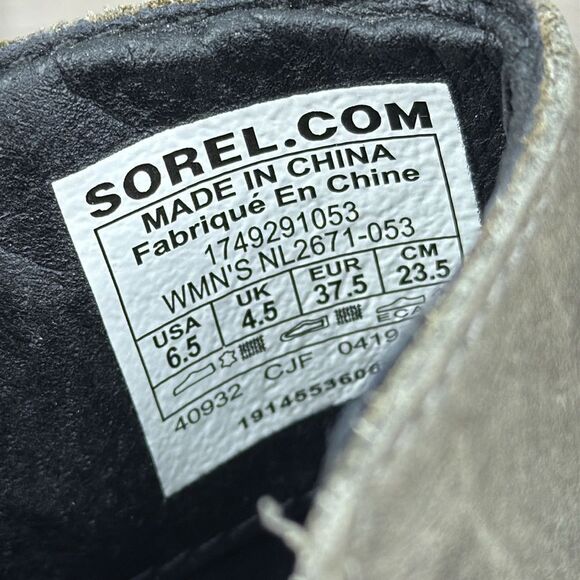 SOREL.COM
MADE IN CHINA
Fabriqué En Chine
1749291053
WMN'S NL2671-053
USA UK EUR CM
6.5 4.5 37.5 23.5
40932 CJF 0419